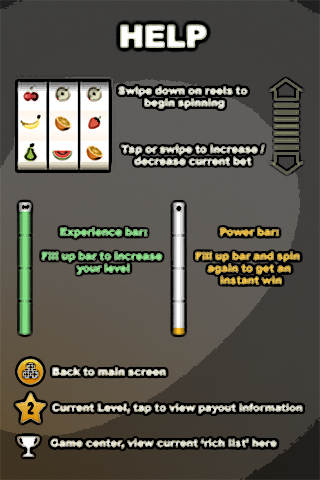 HELP
Swipe down on reels to
begin spinning
Tap or swipe to increase /
decrease current bet
Experience bar:
Fill up bar to increase
your level
Power bar:
Fill up bar and spin
again to get an
instant win
Back to main screen
2
Current Level, tap to view payout information
Game center, view current 'rich list' here